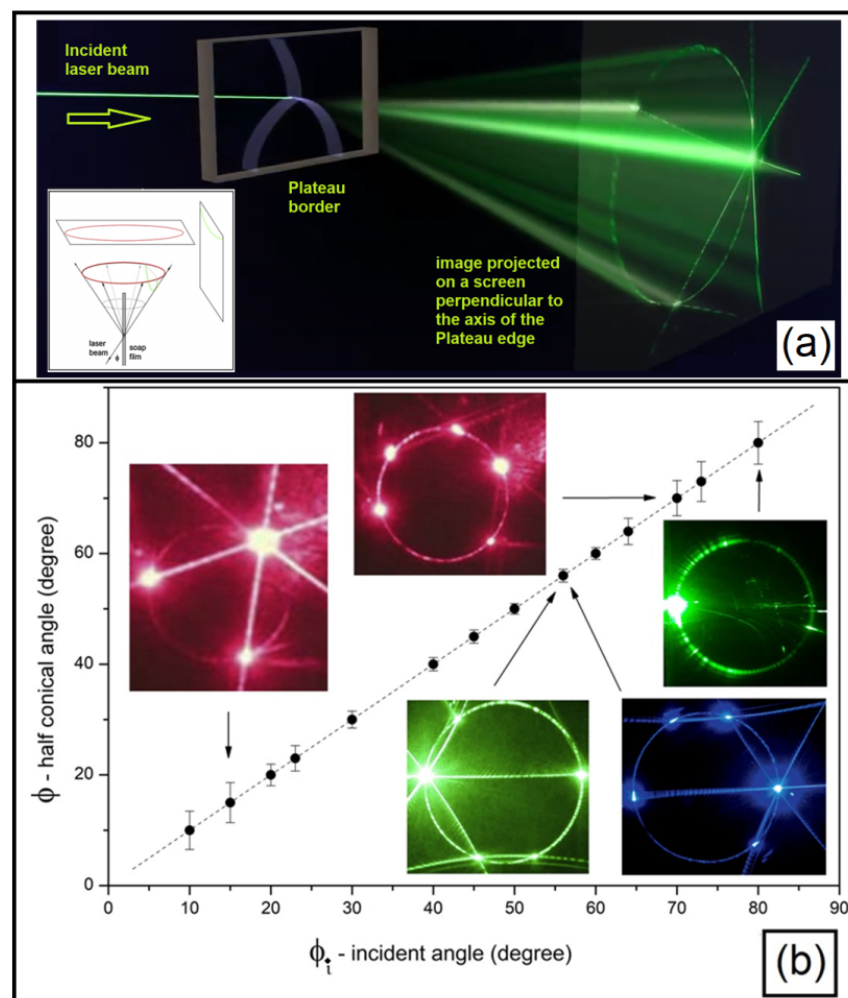 Incident
laser beam
Plateau
border
image projected
on a screen
perpendicular to
the axis of the
Plateau edge
laser
beam
ϕ
soap
film
(a)
ϕ - half conical angle (degree)
80
60
40
20
0
0 10 20 30 40 50 60 70 80 90
ϕi - incident angle (degree)
(b)